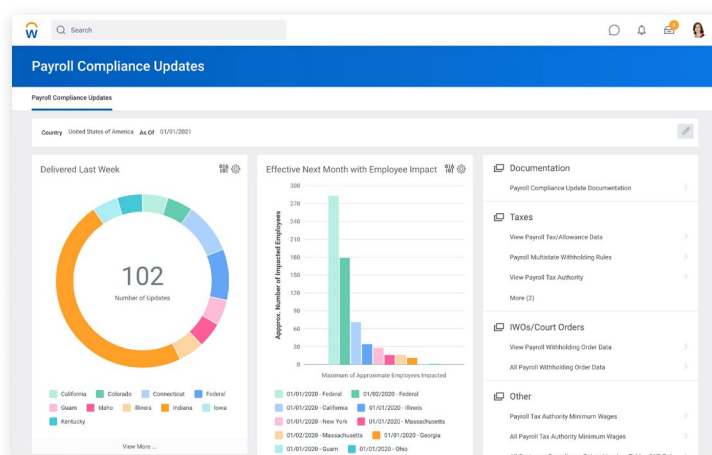 Search
Payroll Compliance Updates
Payroll Compliance Updates
Country United States of America As Of 01/01/2021
Delivered Last Week
102
Number of Updates
California Colorado Connecticut Federal
Guam Idaho Illinois Indiana Iowa
Kentucky
View More ...
Effective Next Month with Employee Impact
Appprox. Number of Impacted Employees
300
270
240
210
180
150
120
90
60
30
0
Maximum of Approximate Employees Impacted
01/01/2020 - Federal 01/02/2020 - Federal
01/01/2020 - California 01/01/2020 - Illinois
01/01/2020 - New York 01/01/2020 - Massachusetts
01/02/2020 - Massachusetts 01/01/2020 - Georgia
01/01/2020 - Guam 01/01/2020 - Ohio
Documentation
Payroll Compliance Update Documentation
Taxes
View Payroll Tax/Allowance Data
Payroll Multistate Withholding Rules
View Payroll Tax Authority
More (2)
IWOs/Court Orders
View Payroll Withholding Order Data
All Payroll Withholding Order Data
Other
Payroll Tax Authority Minimum Wages
All Payroll Tax Authority Minimum Wages